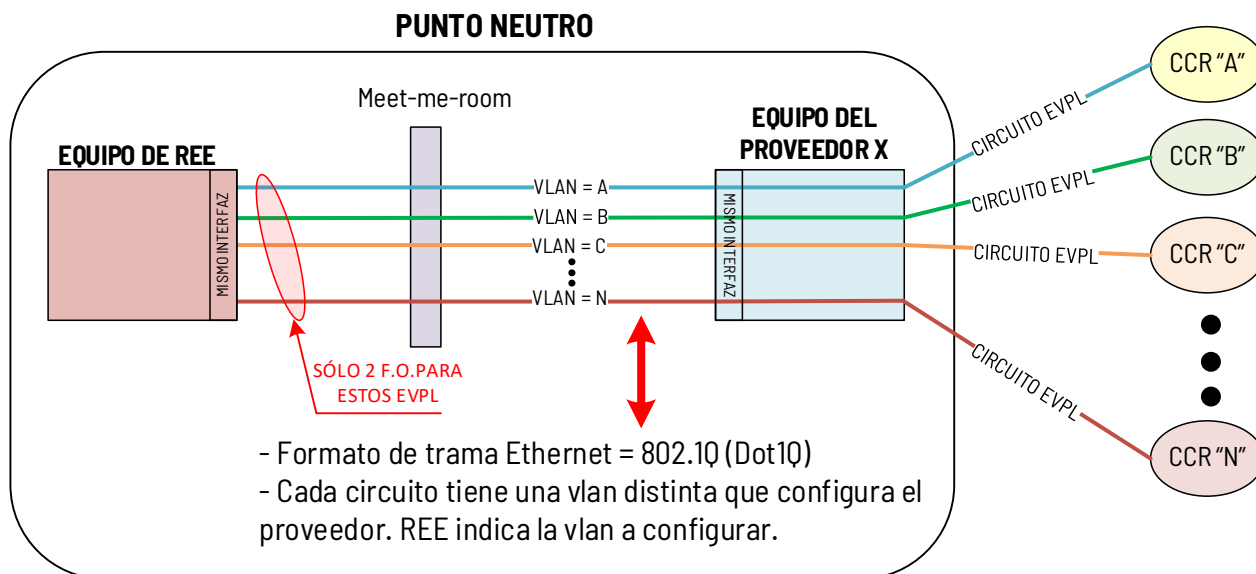 PUNTO NEUTRO
Meet-me-room
EQUIPO DE REE
MISMO INTERFAZ
EQUIPO DEL
PROVEEDOR X
MISMO INTERFAZ
VLAN = A
VLAN = B
VLAN = C
VLAN = N
CIRCUITO EVPL
CIRCUITO EVPL
CIRCUITO EVPL
CIRCUITO EVPL
CCR "A"
CCR "B"
CCR "C"
CCR "N"
SÓLO 2 F.O.PARA
ESTOS EVPL
- Formato de trama Ethernet = 802.1Q (Dot1Q)
- Cada circuito tiene una vlan distinta que configura el
proveedor. REE indica la vlan a configurar.